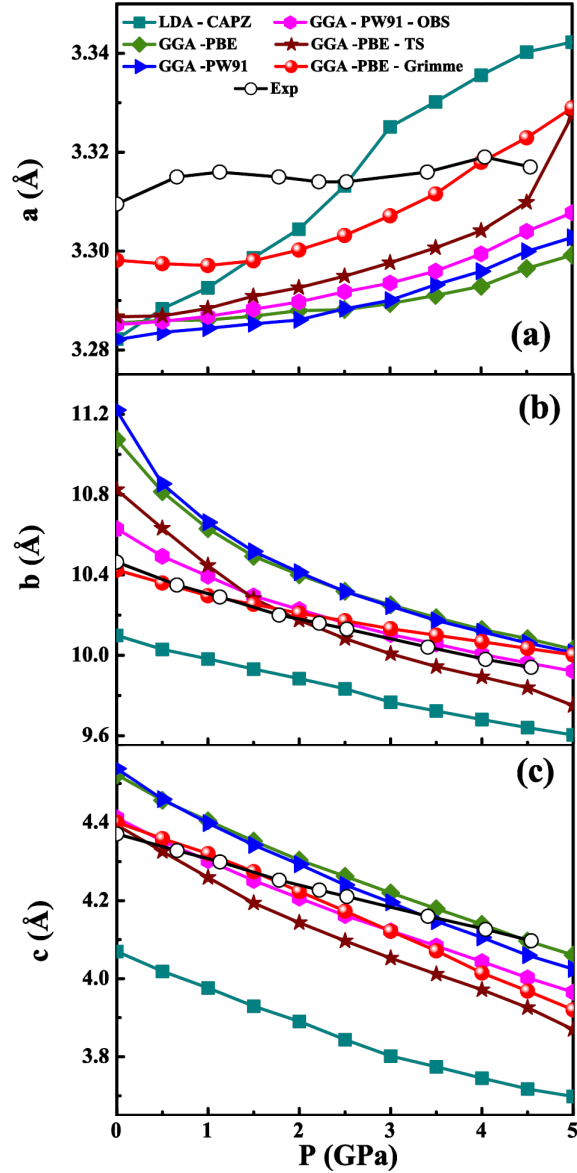 LDA - CAPZ GGA - PW91 - OBS
GGA -PBE GGA -PBE - TS
GGA -PW91 GGA -PBE - Grimme
Exp
3.34
3.32
3.30
3.28
a (Å)
(a)
11.2
10.8
10.4
10.0
9.6
b (Å)
(b)
4.4
4.2
4.0
3.8
c (Å)
(c)
0 1 2 3 4 5
P (GPa)